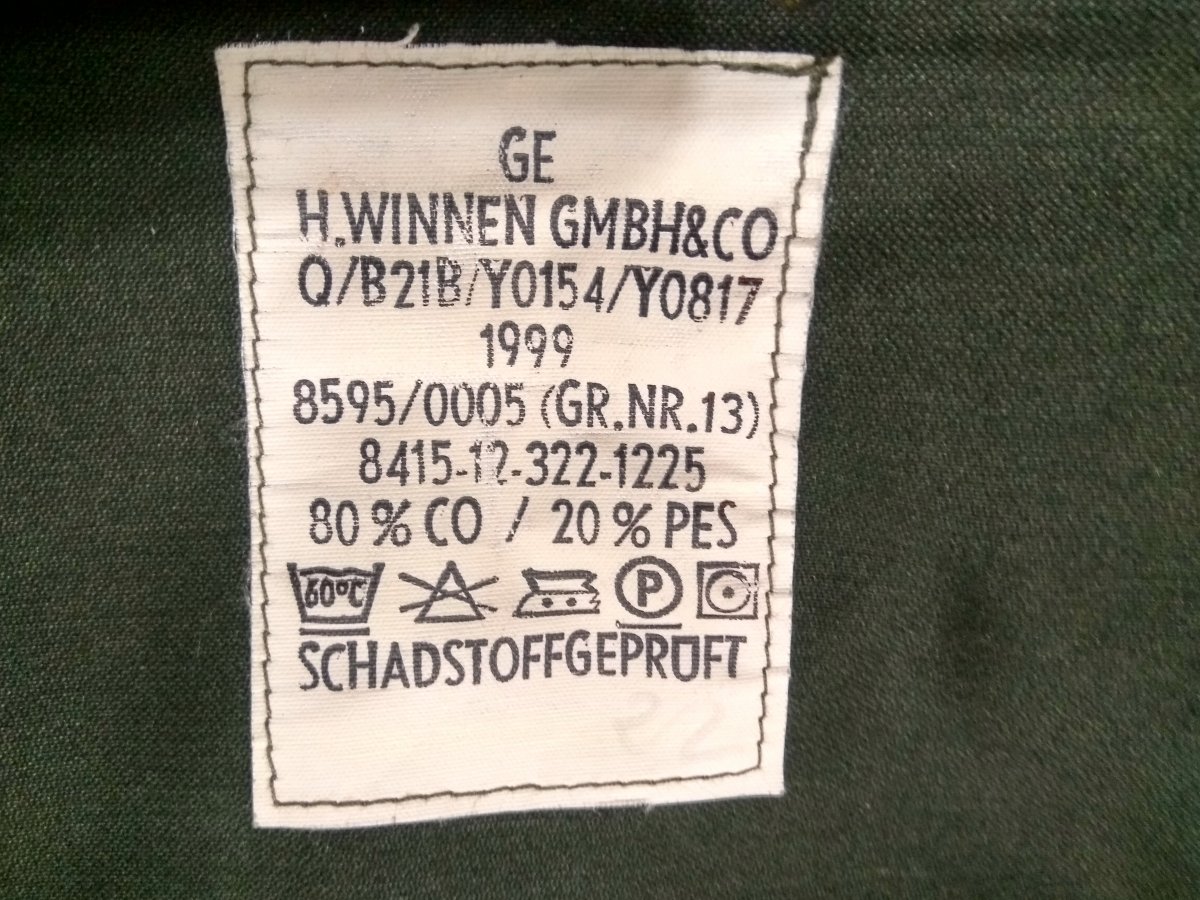 GE
H.WINNEN GMBH&CO
Q/B21B/Y0154/Y0817
1999
8595/0005 (GR.NR.13)
8415-12-322-1225
80 % CO / 20 % PES
60°C P
SCHADSTOFFGEPRÜFT